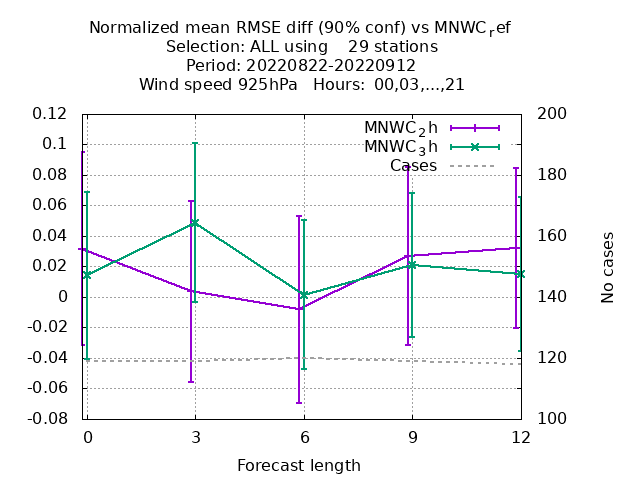 Normalized mean RMSE diff (90% conf) vs MNWCref
Selection: ALL using    29 stations
Period: 20220822-20220912
Wind speed 925hPa   Hours: 00,03,...,21
MNWC2h
MNWC3h
Cases
0.12
0.1
0.08
0.06
0.04
0.02
0
-0.02
-0.04
-0.06
-0.08
200
180
160
140
120
100
No cases
0 3 6 9 12
Forecast length